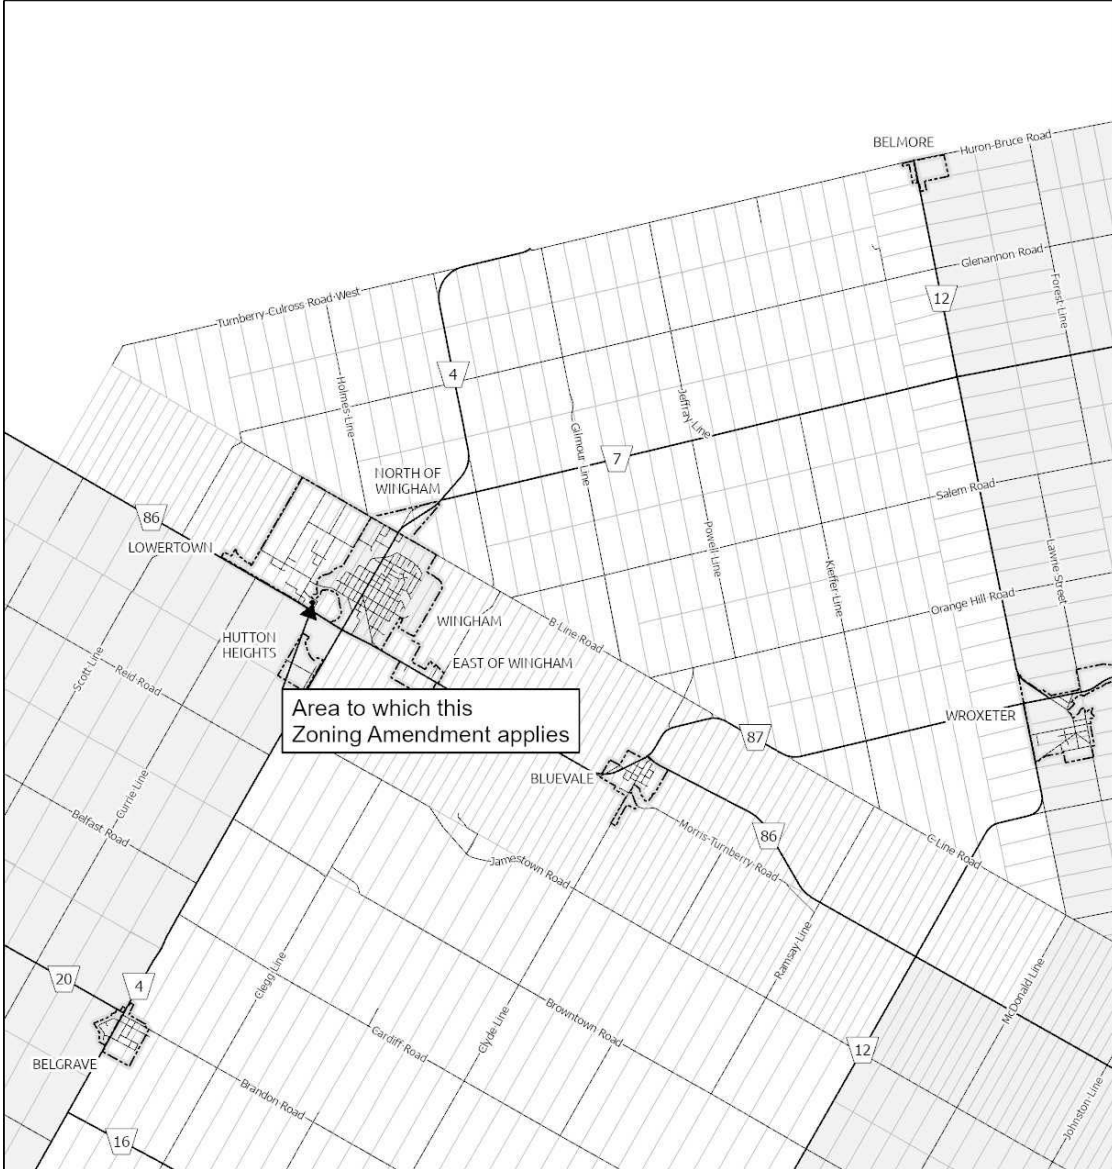 BELMORE
Huron-Bruce Road
Glenannon Road
12
Forest Line
Turnberry-Culross Road West
4
Holmes Line
Jeffray Line
Gilmour Line
7
NORTH OF
WINGHAM
Salem Road
86
LOWERTOWN
Powell Line
Kieffer Line
Lawrie Street
Orange Hill Road
HUTTON
HEIGHTS
WINGHAM
B Line Road
EAST OF WINGHAM
Scott Line
Reid Road
Area to which this
Zoning Amendment applies
WROXETER
87
BLUEVALE
Currie Line
Belfast Road
86
Morris-Turnberry Road
C Line Road
Jamestown Road
20
4
Clegg Line
Ramsay Line
McDonald Line
Clyde Line
Browntown Road
Cardiff Road
12
BELGRAVE
Brandon Road
Johnston Line
16